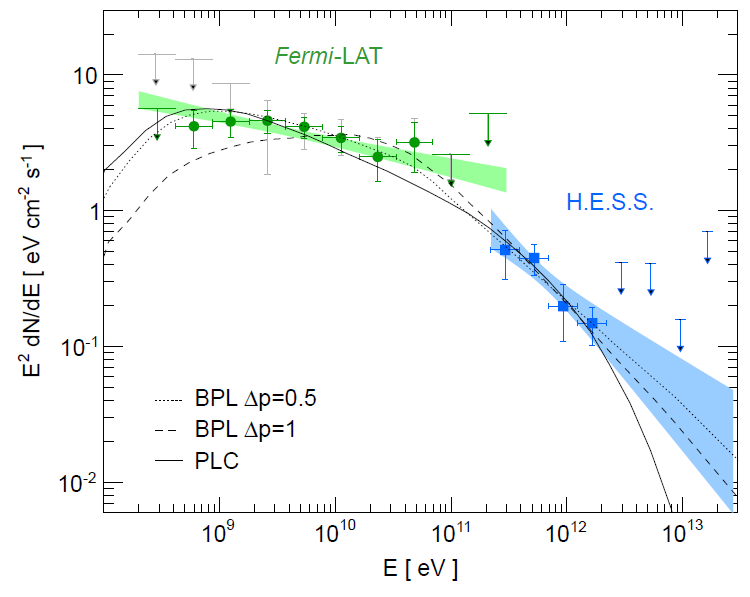 Fermi-LAT
H.E.S.S.
E² dN/dE [ eV cm⁻² s⁻¹ ]
10
1
10⁻¹
10⁻²
BPL Δp=0.5
BPL Δp=1
PLC
10⁹ 10¹⁰ 10¹¹ 10¹² 10¹³
E [ eV ]